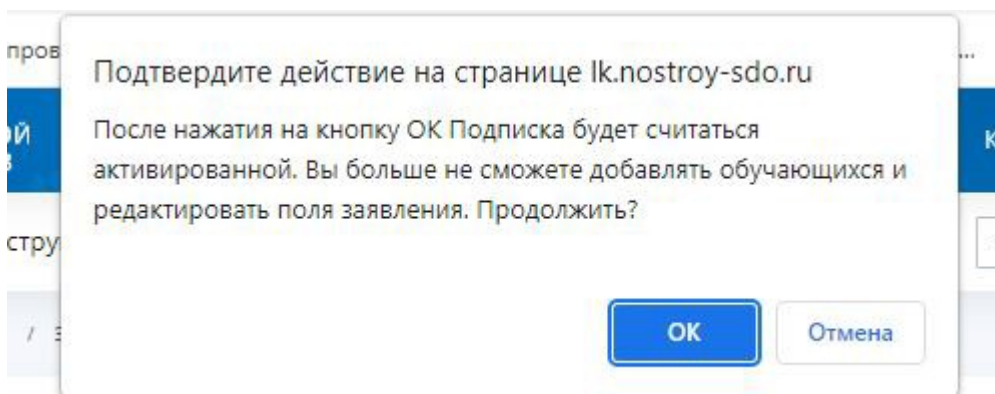 Подтвердите действие на странице lk.nostroy-sdo.ru
После нажатия на кнопку ОК Подписка будет считаться
активированной. Вы больше не сможете добавлять обучающихся и
редактировать поля заявления. Продолжить?
ОК
Отмена